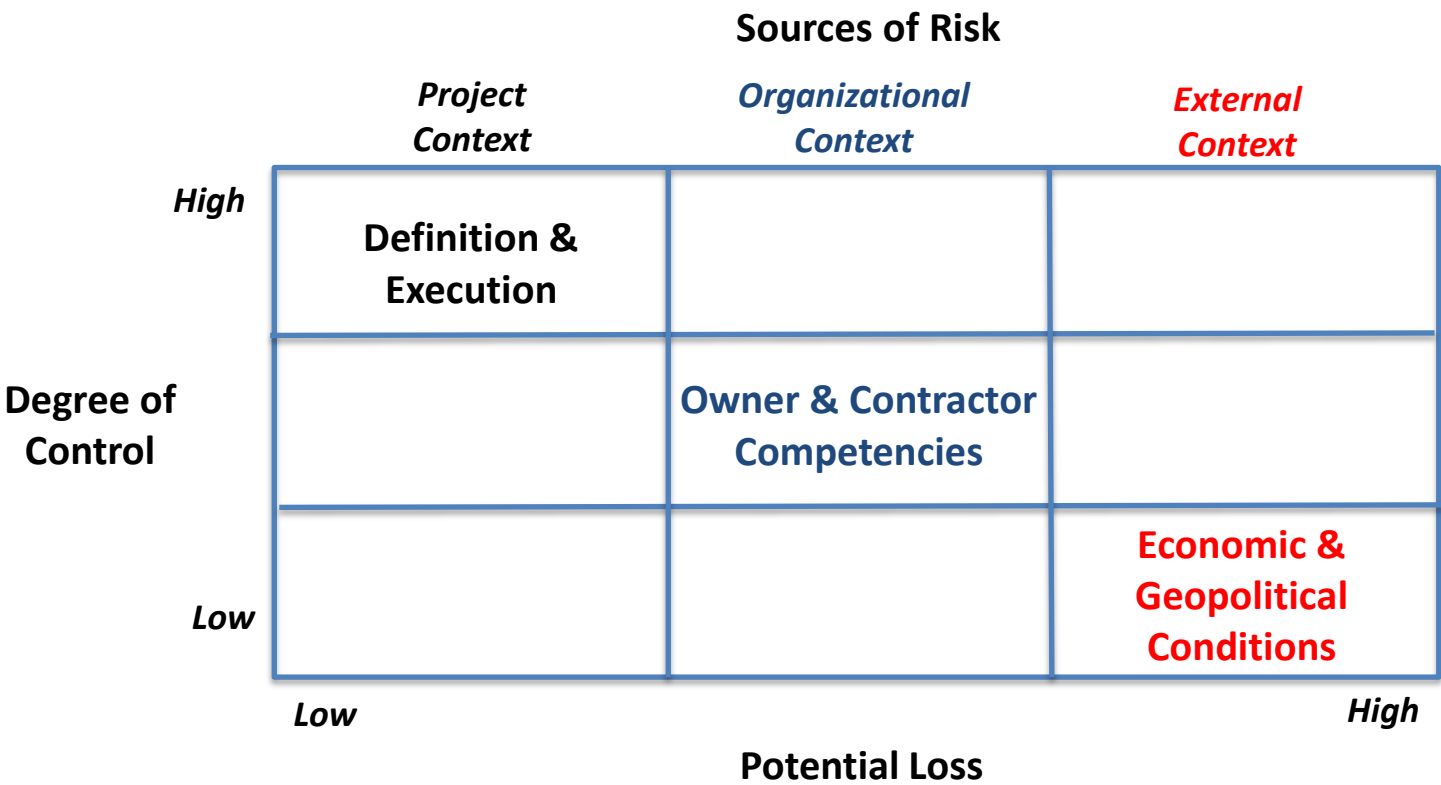 Sources of Risk
Project
Context
Organizational
Context
External
Context
High
Definition &
Execution
Degree of
Control
Owner & Contractor
Competencies
Economic &
Geopolitical
Conditions
Low
Low
High
Potential Loss